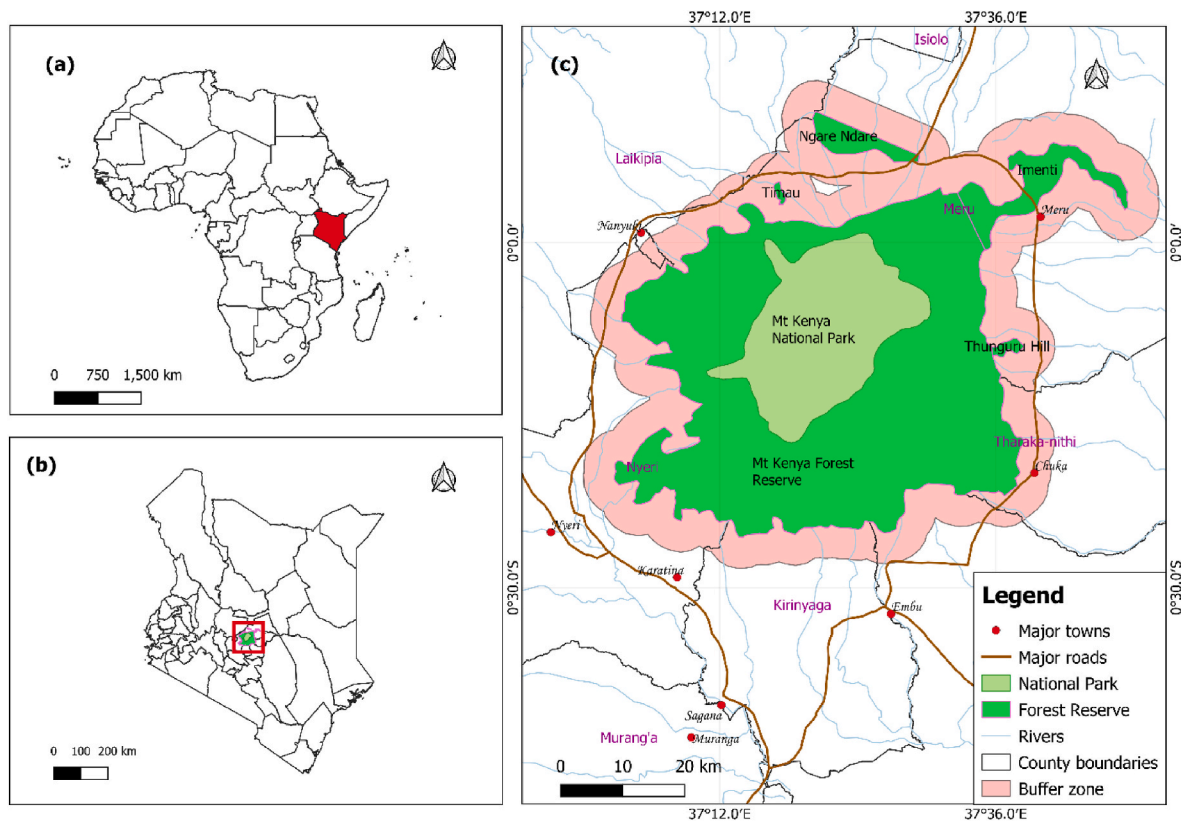 (a)
0 750 1,500 km
(b)
0 100 200 km
37°12.0′E 37°36.0′E
(c)
Isiolo
Ngare Ndare
Laikipia
Imenti
Timau
Meru
Meru
Nanyuki
0°0.0′
0°0.0′
Mt Kenya
National Park
Thunguru Hill
Tharaka-nithi
Nyeri
Mt Kenya Forest
Reserve
Chuka
Nyeri
Karatina
0°30.0′S
0°30.0′S
Kirinyaga
Embu
Sagana
Murang'a
Muranga
0 10 20 km
Legend
Major towns
Major roads
National Park
Forest Reserve
Rivers
County boundaries
Buffer zone
37°12.0′E 37°36.0′E